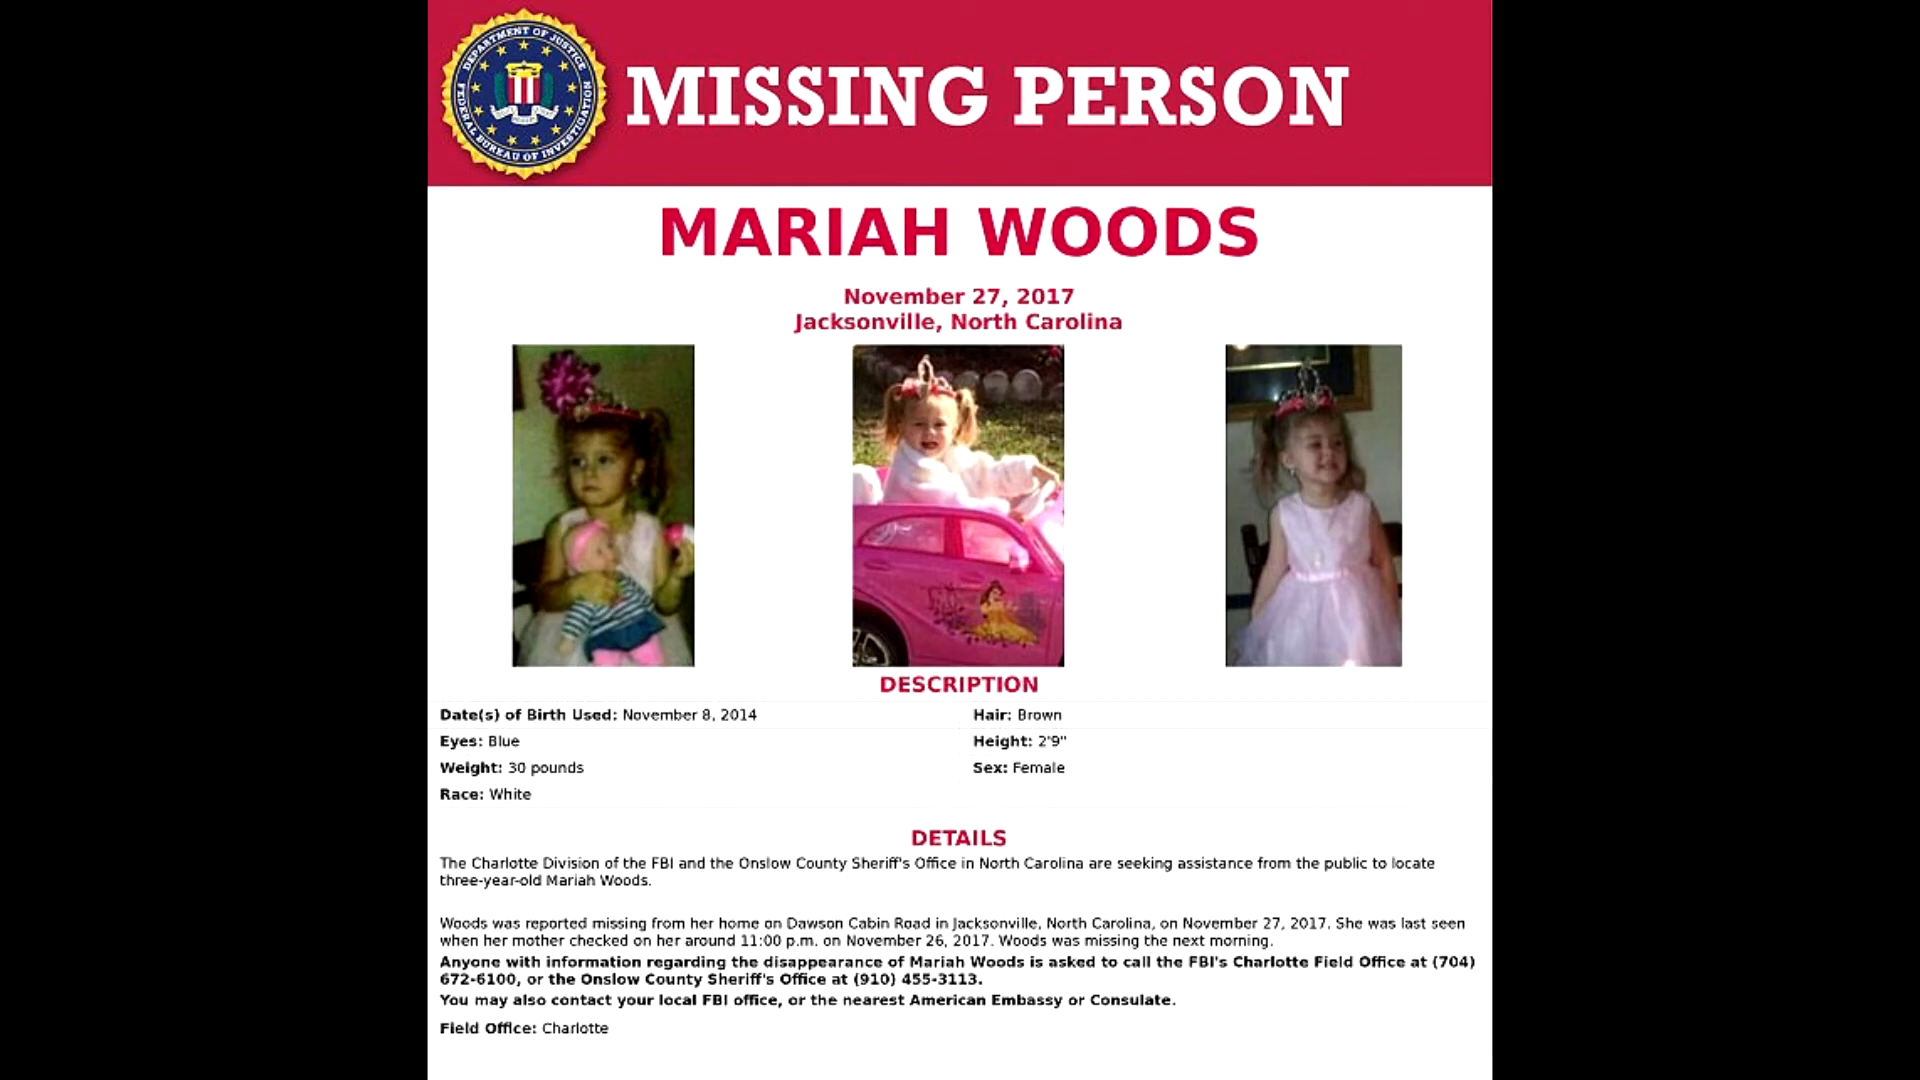 DEPARTMENT OF JUSTICE
FEDERAL BUREAU OF INVESTIGATION
MISSING PERSON
MARIAH WOODS
November 27, 2017
Jacksonville, North Carolina
DESCRIPTION
Date(s) of Birth Used: November 8, 2014
Hair: Brown
Eyes: Blue
Height: 2'9"
Weight: 30 pounds
Sex: Female
Race: White
DETAILS
The Charlotte Division of the FBI and the Onslow County Sheriff's Office in North Carolina are seeking assistance from the public to locate
three-year-old Mariah Woods.
Woods was reported missing from her home on Dawson Cabin Road in Jacksonville, North Carolina, on November 27, 2017. She was last seen
when her mother checked on her around 11:00 p.m. on November 26, 2017. Woods was missing the next morning.
Anyone with information regarding the disappearance of Mariah Woods is asked to call the FBI's Charlotte Field Office at (704)
672-6100, or the Onslow County Sheriff's Office at (910) 455-3113.
You may also contact your local FBI office, or the nearest American Embassy or Consulate.
Field Office: Charlotte